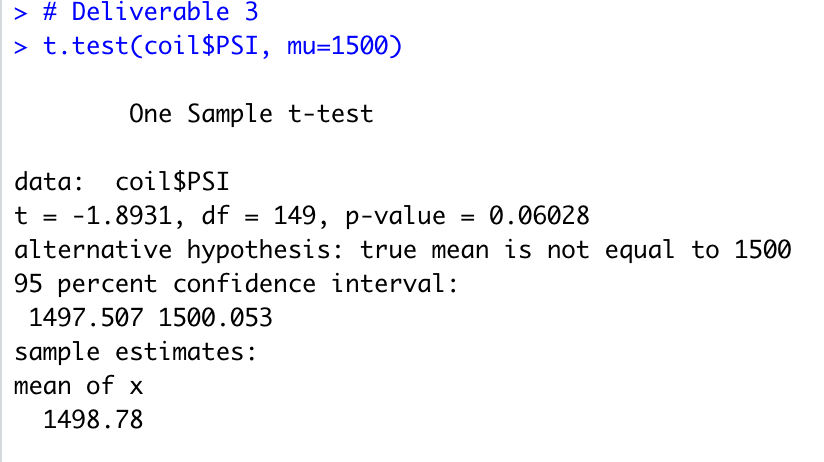 > # Deliverable 3
> t.test(coil$PSI, mu=1500)
One Sample t-test
data:  coil$PSI
t = -1.8931, df = 149, p-value = 0.06028
alternative hypothesis: true mean is not equal to 1500
95 percent confidence interval:
1497.507 1500.053
sample estimates:
mean of x
1498.78